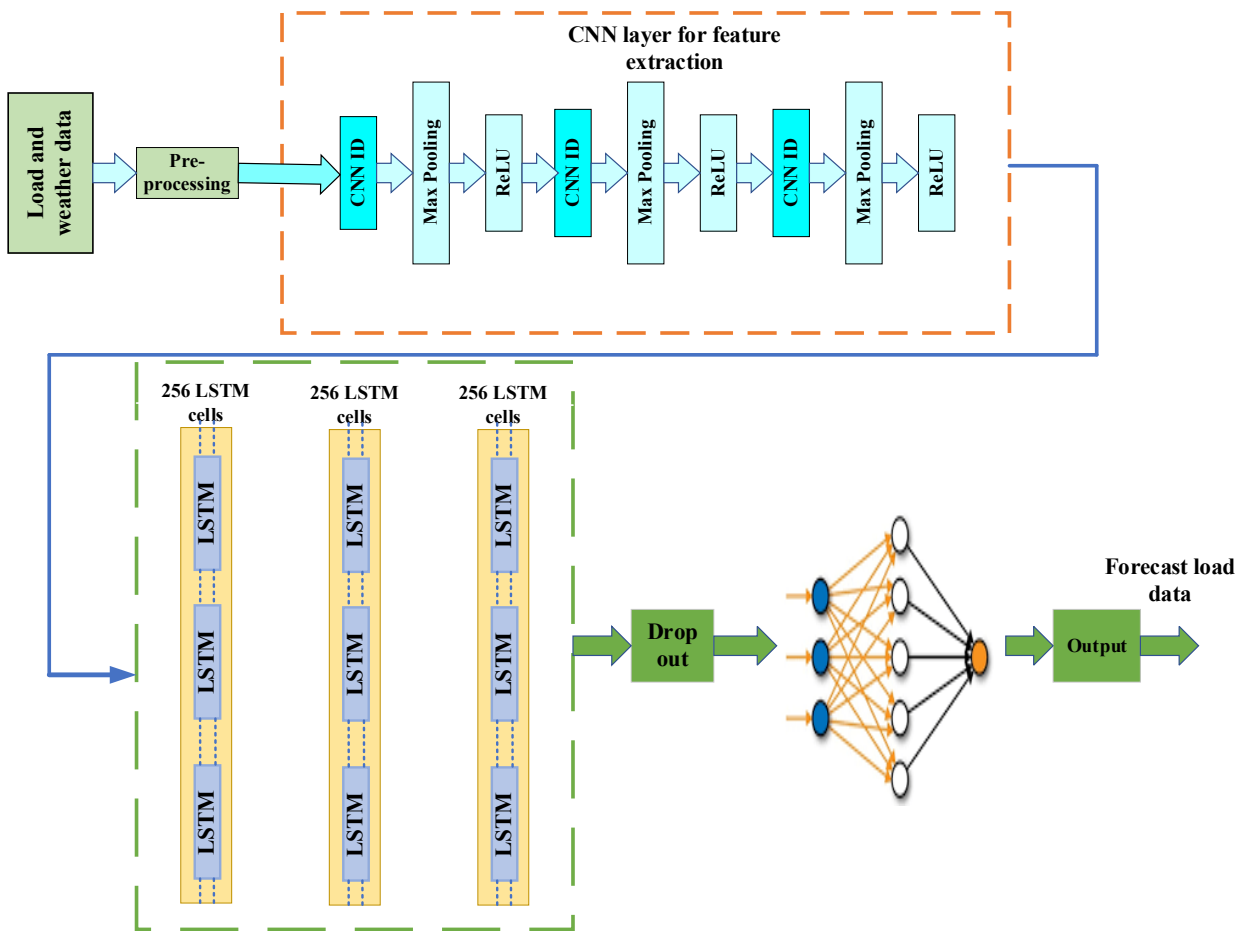 CNN layer for feature
extraction
Load and
weather data
Pre-
processing
CNN ID
Max Pooling
ReLU
CNN ID
Max Pooling
ReLU
CNN ID
Max Pooling
ReLU
256 LSTM
cells
256 LSTM
cells
256 LSTM
cells
LSTM
LSTM
LSTM
LSTM
LSTM
LSTM
LSTM
LSTM
LSTM
Drop
out
Output
Forecast load
data